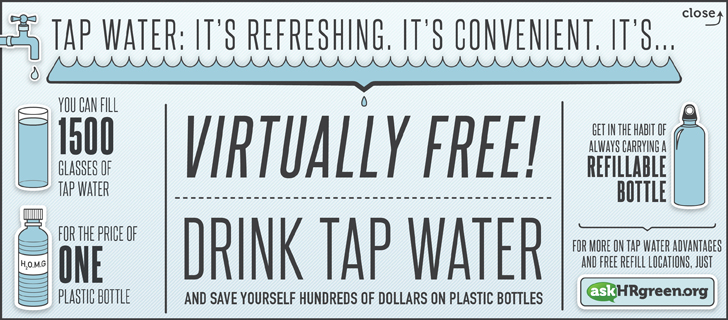 close
TAP WATER: IT'S REFRESHING. IT'S CONVENIENT. IT'S...
YOU CAN FILL
1500
GLASSES OF
TAP WATER
FOR THE PRICE OF
ONE
PLASTIC BOTTLE
H2O.M.G.
VIRTUALLY FREE!
DRINK TAP WATER
AND SAVE YOURSELF HUNDREDS OF DOLLARS ON PLASTIC BOTTLES
GET IN THE HABIT OF
ALWAYS CARRYING A
REFILLABLE
BOTTLE
FOR MORE ON TAP WATER ADVANTAGES
AND FREE REFILL LOCATIONS, JUST
askHRgreen.org